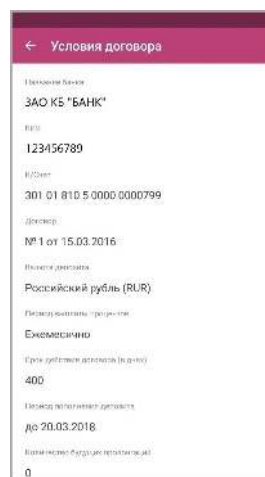 ← Условия договора
Название банка
ЗАО КБ "БАНК"
БИК
123456789
К/Счет
301 01 810 5 0000 0000799
Договор
№ 1 от 15.03.2016
Валюта депозита
Российский рубль (RUR)
Период выплаты процентов
Ежемесячно
Срок действия договора (в днях)
400
Период пополнения депозита
до 20.03.2018
Количество будущих пролонгаций
0